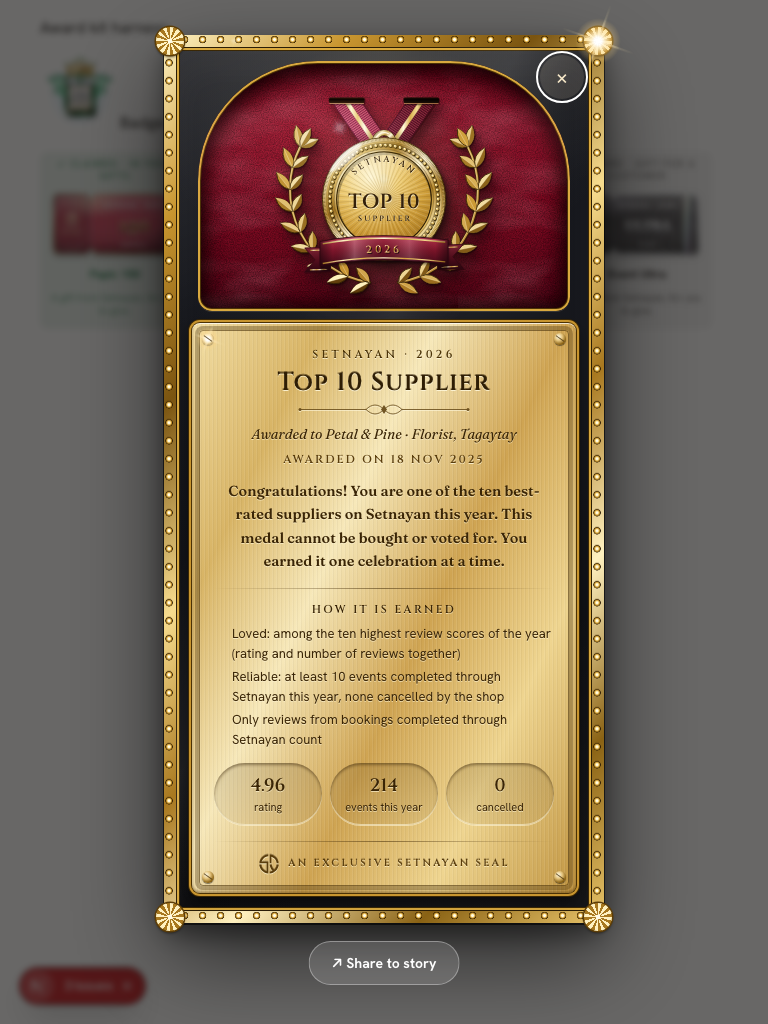 ×
SETNAYAN
TOP 10
SUPPLIER
2026
SETNAYAN · 2026
TOP 10 SUPPLIER
Awarded to Petal & Pine · Florist, Tagaytay
AWARDED ON 18 NOV 2025
Congratulations! You are one of the ten best-
rated suppliers on Setnayan this year. This
medal cannot be bought or voted for. You
earned it one celebration at a time.
HOW IT IS EARNED
Loved: among the ten highest review scores of the year
(rating and number of reviews together)
Reliable: at least 10 events completed through
Setnayan this year, none cancelled by the shop
Only reviews from bookings completed through
Setnayan count
4.96 214 0
rating events this year cancelled
AN EXCLUSIVE SETNAYAN SEAL
↗ Share to story